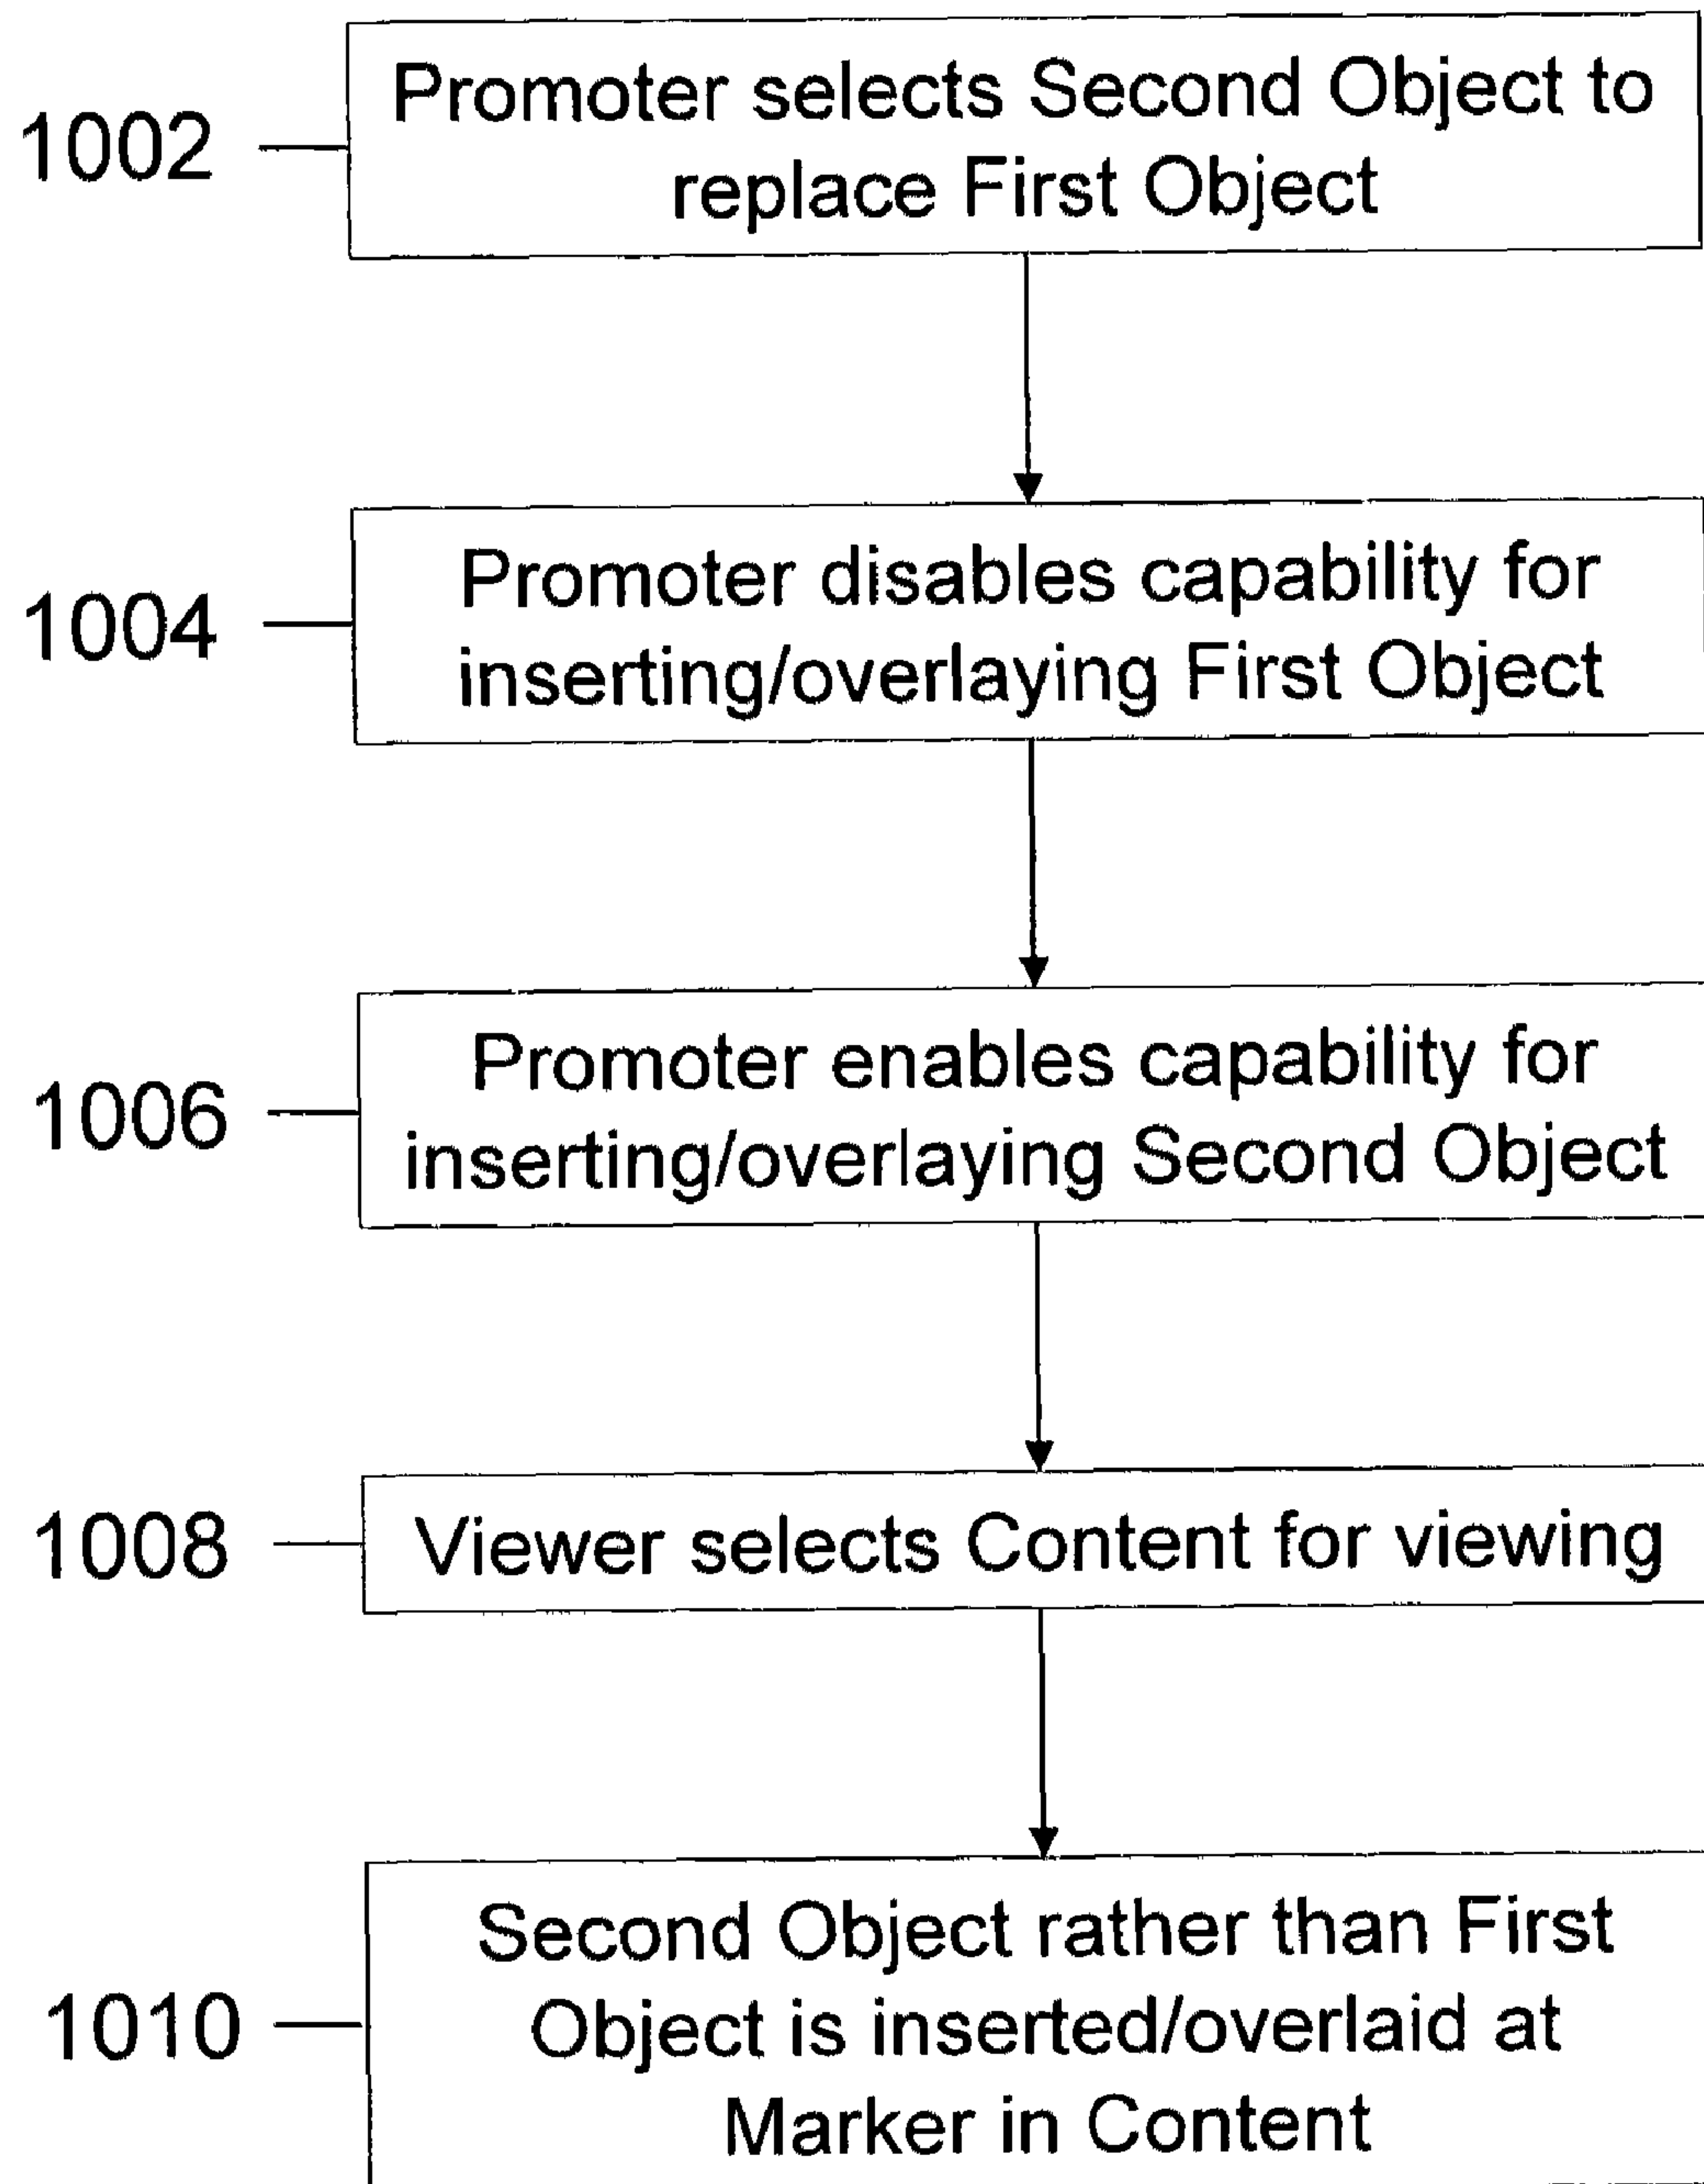 1002
Promoter selects Second Object to
replace First Object
1004
Promoter disables capability for
inserting/overlaying First Object
1006
Promoter enables capability for
inserting/overlaying Second Object
1008
Viewer selects Content for viewing
1010
Second Object rather than First
Object is inserted/overlaid at
Marker in Content